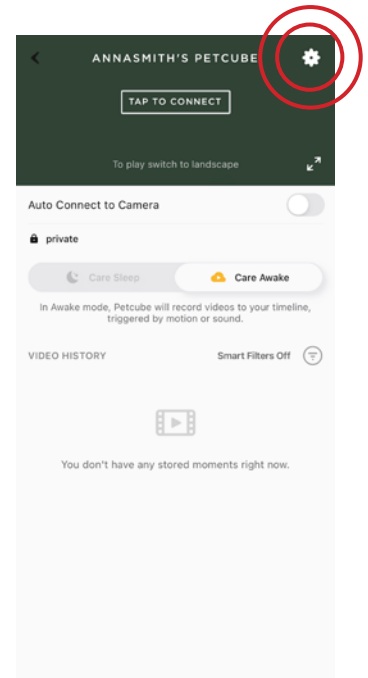 ANNASMITH'S PETCUBE
TAP TO CONNECT
To play switch to landscape
Auto Connect to Camera
private
Care Sleep
Care Awake
In Awake mode, Petcube will record videos to your timeline,
triggered by motion or sound.
VIDEO HISTORY
Smart Filters Off
You don't have any stored moments right now.